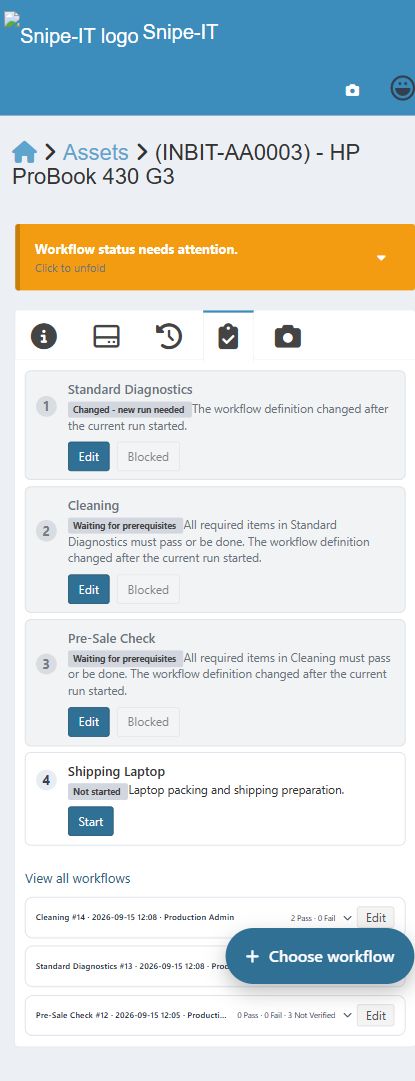 Snipe-IT logo Snipe-IT
Assets > (INBIT-AA0003) - HP
ProBook 430 G3
Workflow status needs attention.
Click to unfold
1
Standard Diagnostics
Changed - new run needed The workflow definition changed after
the current run started.
Edit Blocked
2
Cleaning
Waiting for prerequisites All required items in Standard
Diagnostics must pass or be done. The workflow definition
changed after the current run started.
Edit Blocked
3
Pre-Sale Check
Waiting for prerequisites All required items in Cleaning must pass
or be done. The workflow definition changed after the current
run started.
Edit Blocked
4
Shipping Laptop
Not started Laptop packing and shipping preparation.
Start
View all workflows
Cleaning #14 · 2026-09-15 12:08 · Production Admin 2 Pass · 0 Fail Edit
+ Choose workflow
Standard Diagnostics #13 · 2026-09-15 12:08 · Proc
Pre-Sale Check #12 · 2026-09-15 12:05 · Producti... 0 Pass · 0 Fail · 3 Not Verified Edit